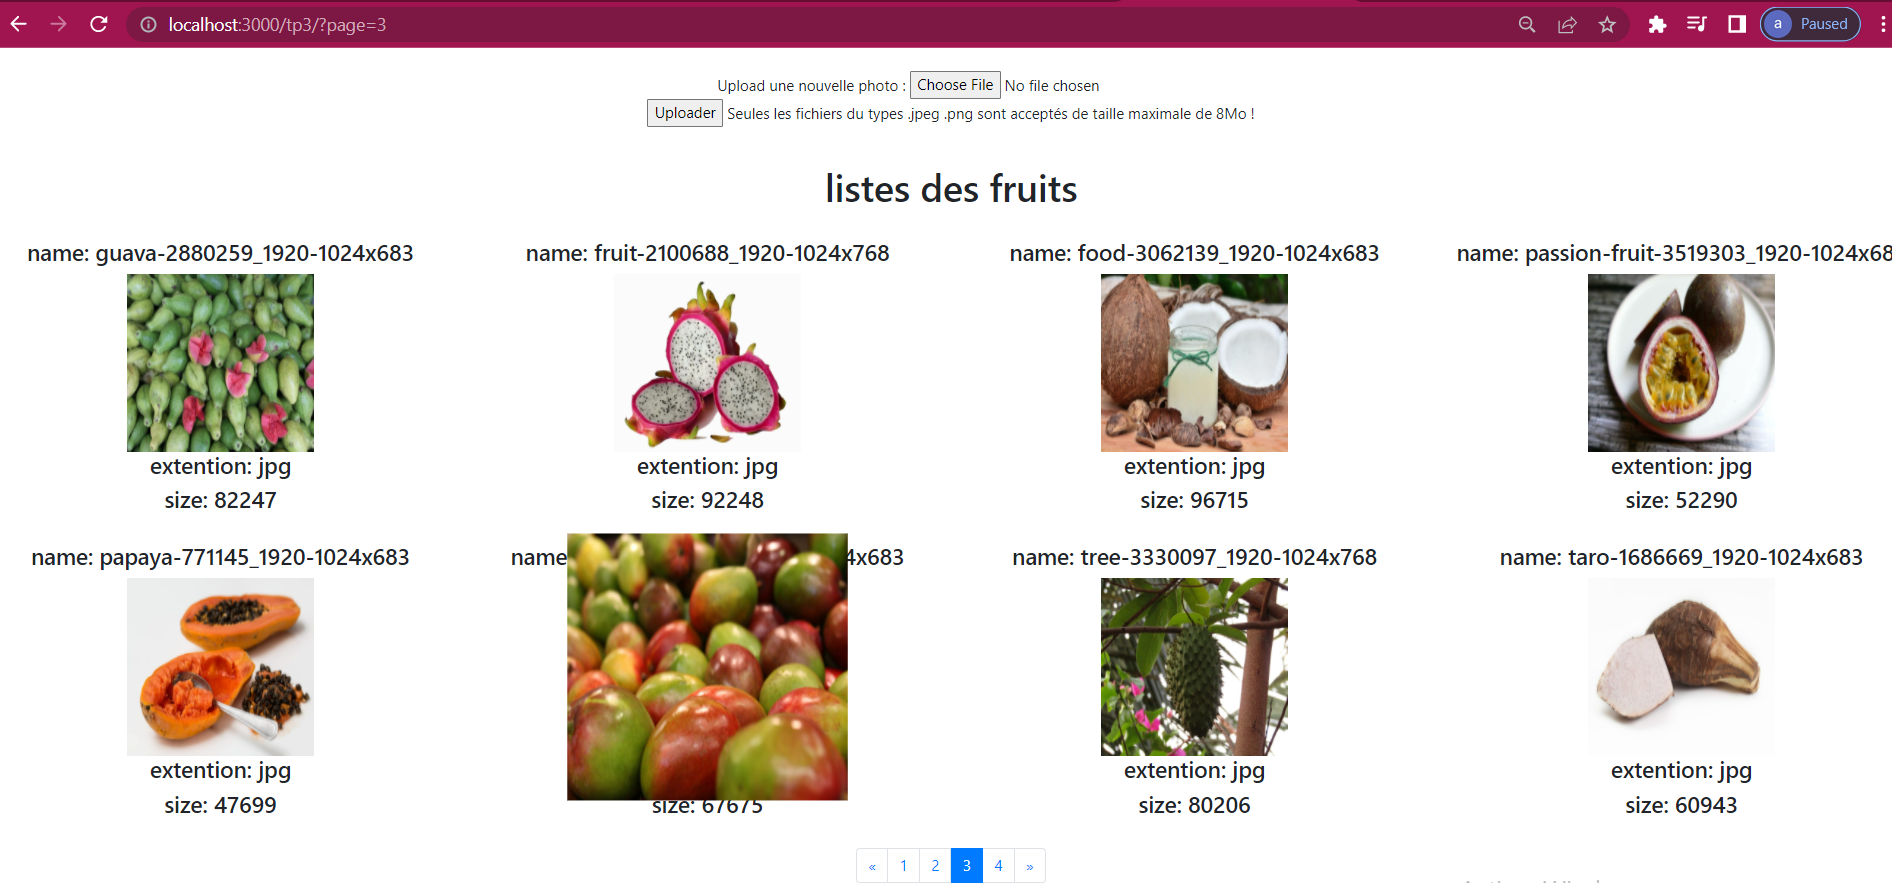 localhost:3000/tp3/?page=3
a Paused
Upload une nouvelle photo : Choose File No file chosen
Uploader Seules les fichiers du types .jpeg .png sont acceptés de taille maximale de 8Mo !
listes des fruits
name: guava-2880259_1920-1024x683 name: fruit-2100688_1920-1024x768 name: food-3062139_1920-1024x683 name: passion-fruit-3519303_1920-1024x68
extention: jpg extention: jpg extention: jpg extention: jpg
size: 82247 size: 92248 size: 96715 size: 52290
name: papaya-771145_1920-1024x683 name 4x683 name: tree-3330097_1920-1024x768 name: taro-1686669_1920-1024x683
extention: jpg extention: jpg extention: jpg
size: 47699 size: 67675 size: 80206 size: 60943
« 1 2 3 4 »